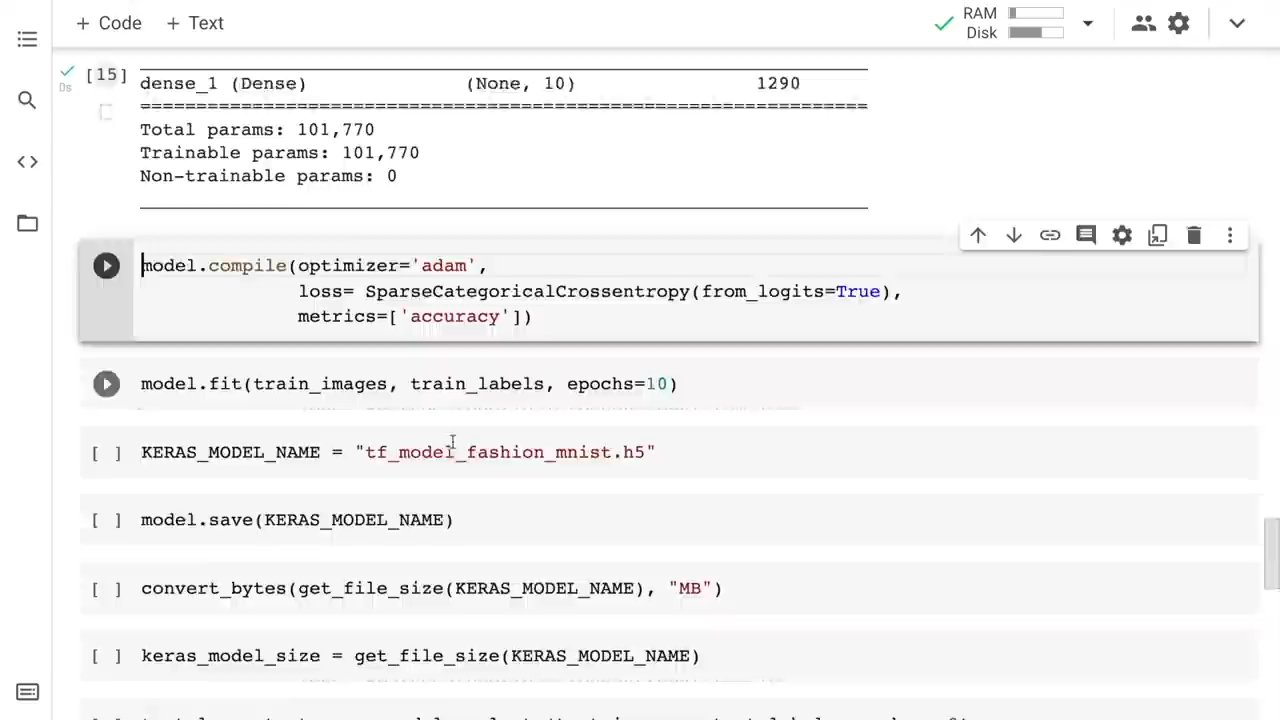 + Code + Text
RAM
Disk
[15]
0s
dense_1 (Dense) (None, 10) 1290
=================================================================
Total params: 101,770
Trainable params: 101,770
Non-trainable params: 0
model.compile(optimizer='adam',
loss= SparseCategoricalCrossentropy(from_logits=True),
metrics=['accuracy'])
model.fit(train_images, train_labels, epochs=10)
[ ] KERAS_MODEL_NAME = "tf_model_fashion_mnist.h5"
[ ] model.save(KERAS_MODEL_NAME)
[ ] convert_bytes(get_file_size(KERAS_MODEL_NAME), "MB")
[ ] keras_model_size = get_file_size(KERAS_MODEL_NAME)